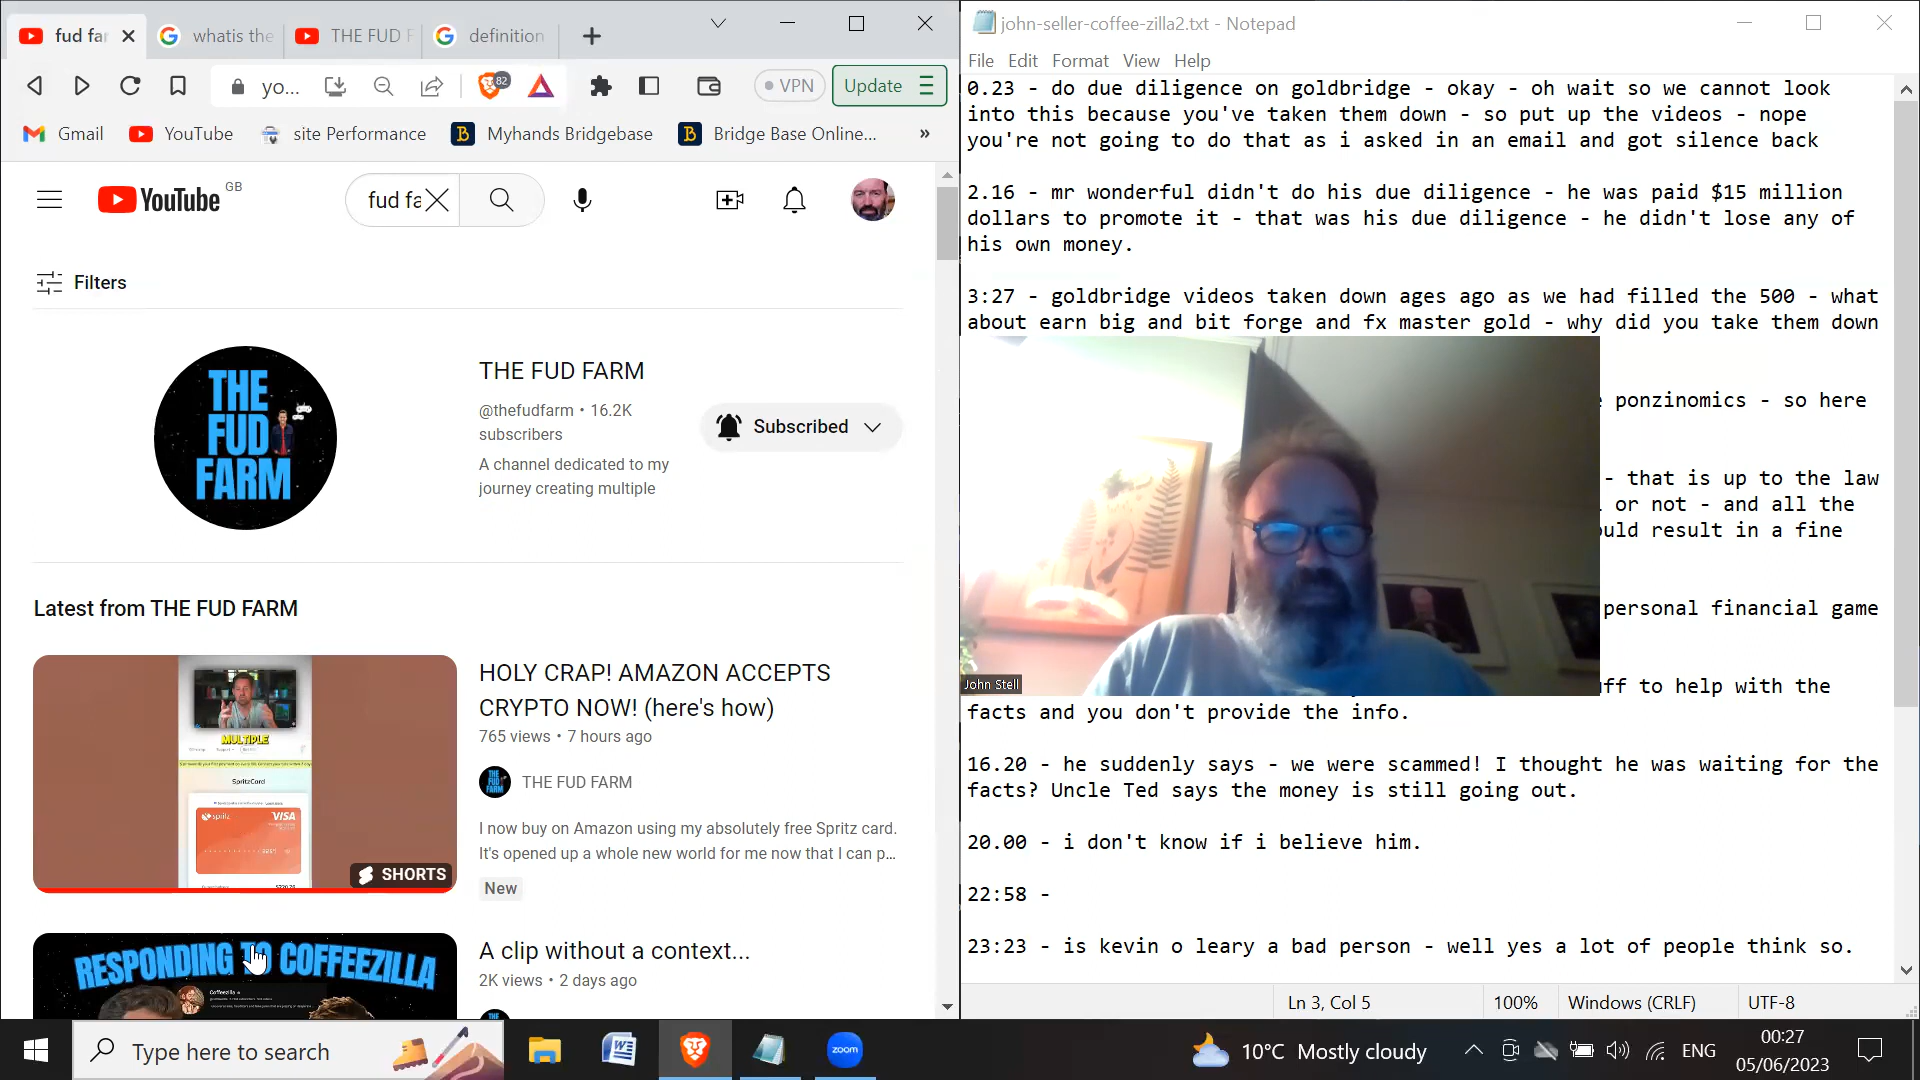 fud fa
whatis the
THE FUD F
definition
yo...
82
VPN
Update
Gmail
YouTube
site Performance
Myhands Bridgebase
Bridge Base Online...
»
YouTube
GB
fud fa
Filters
THE FUD FARM
THE FUD FARM
@thefudfarm • 16.2K
subscribers
A channel dedicated to my
journey creating multiple
Subscribed
Latest from THE FUD FARM
MULTIPLE
SpritzCard
spritz
VISA
SHORTS
HOLY CRAP! AMAZON ACCEPTS
CRYPTO NOW! (here's how)
765 views • 7 hours ago
THE FUD FARM
I now buy on Amazon using my absolutely free Spritz card.
It's opened up a whole new world for me now that I can p...
New
RESPONDING TO COFFEEZILLA
Coffeezilla
A clip without a context...
2K views • 2 days ago
john-seller-coffee-zilla2.txt - Notepad
File Edit Format View Help
0.23 - do due diligence on goldbridge - okay - oh wait so we cannot look
into this because you've taken them down - so put up the videos - nope
you're not going to do that as i asked in an email and got silence back
2.16 - mr wonderful didn't do his due diligence - he was paid $15 million
dollars to promote it - that was his due diligence - he didn't lose any of
his own money.
3:27 - goldbridge videos taken down ages ago as we had filled the 500 - what
about earn big and bit forge and fx master gold - why did you take them down
ponzinomics - so here
- that is up to the law
or not - and all the
ould result in a fine
personal financial game
John Stell
uff to help with the
facts and you don't provide the info.
16.20 - he suddenly says - we were scammed! I thought he was waiting for the
facts? Uncle Ted says the money is still going out.
20.00 - i don't know if i believe him.
22:58 -
23:23 - is kevin o leary a bad person - well yes a lot of people think so.
Ln 3, Col 5
100%
Windows (CRLF)
UTF-8
Type here to search
zoom
10°C Mostly cloudy
ENG
00:27
05/06/2023